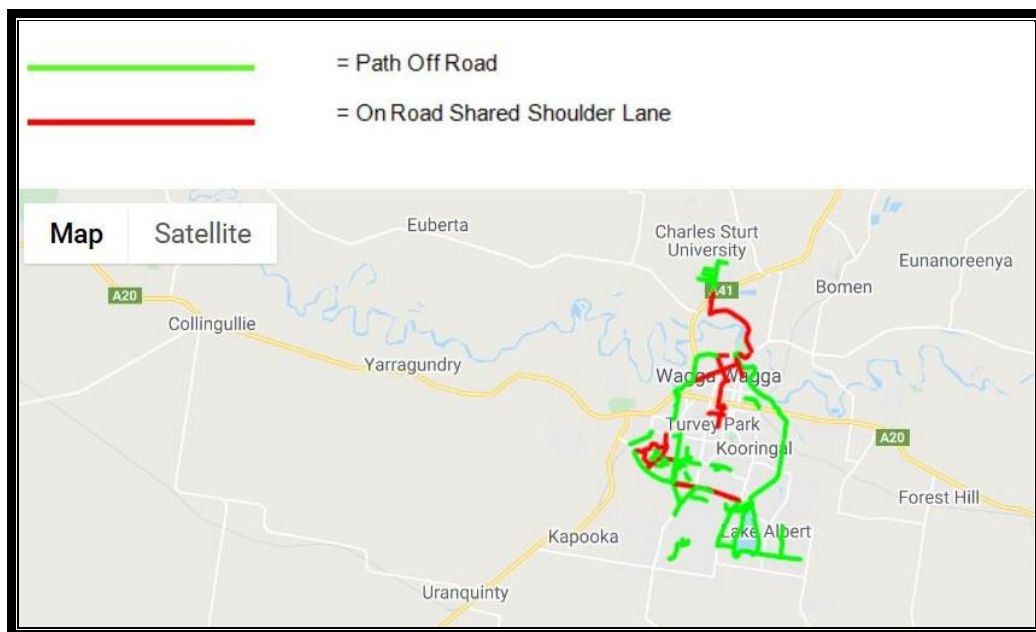 = Path Off Road
= On Road Shared Shoulder Lane
Map Satellite
Euberta
Charles Sturt
University
Eunanoreenya
A41
Bomen
A20
Collingullie
Yarragundry
Wagga Wagga
Turvey Park
A20
Kooringal
Forest Hill
Lake Albert
Kapooka
Uranquinty